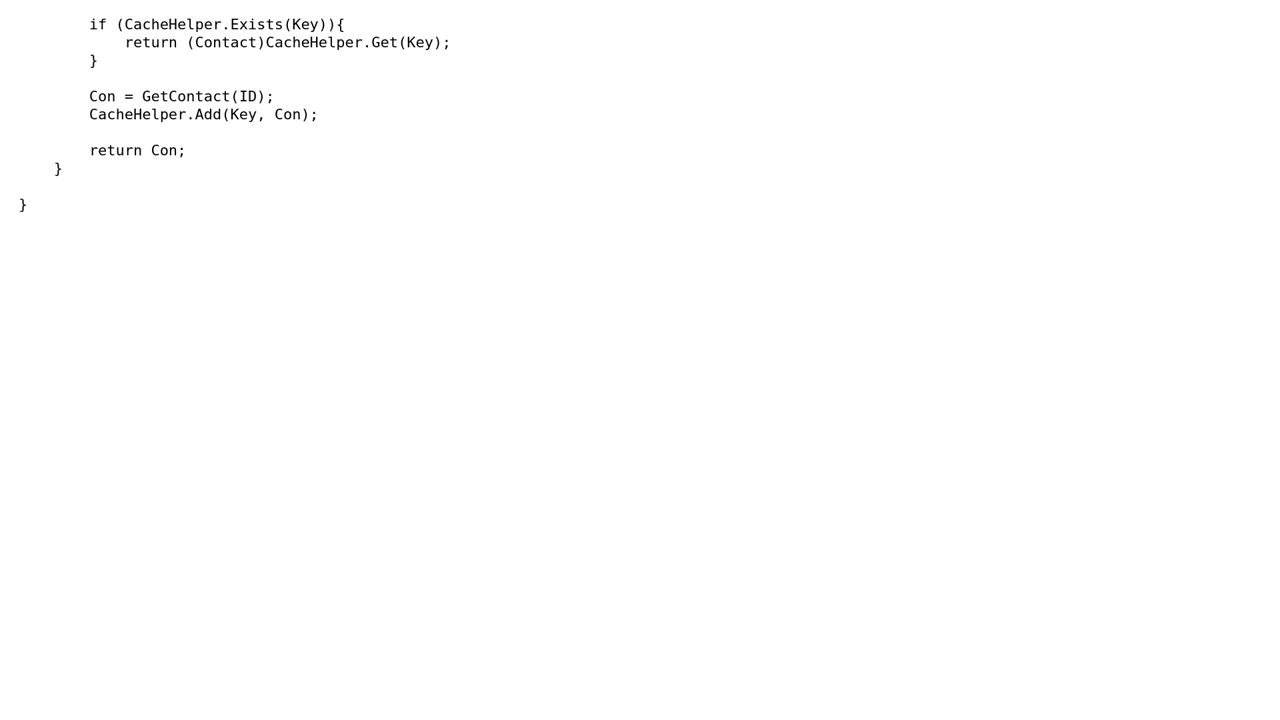 if (CacheHelper.Exists(Key)){
            return (Contact)CacheHelper.Get(Key);
        }

        Con = GetContact(ID);
        CacheHelper.Add(Key, Con);

        return Con;
    }

}